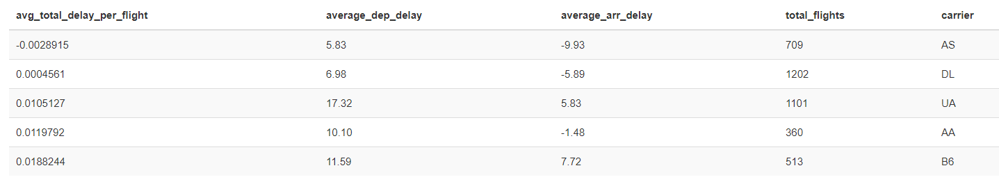 avg_total_delay_per_flight average_dep_delay average_arr_delay total_flights carrier
-0.0028915 5.83 -9.93 709 AS
0.0004561 6.98 -5.89 1202 DL
0.0105127 17.32 5.83 1101 UA
0.0119792 10.10 -1.48 360 AA
0.0188244 11.59 7.72 513 B6